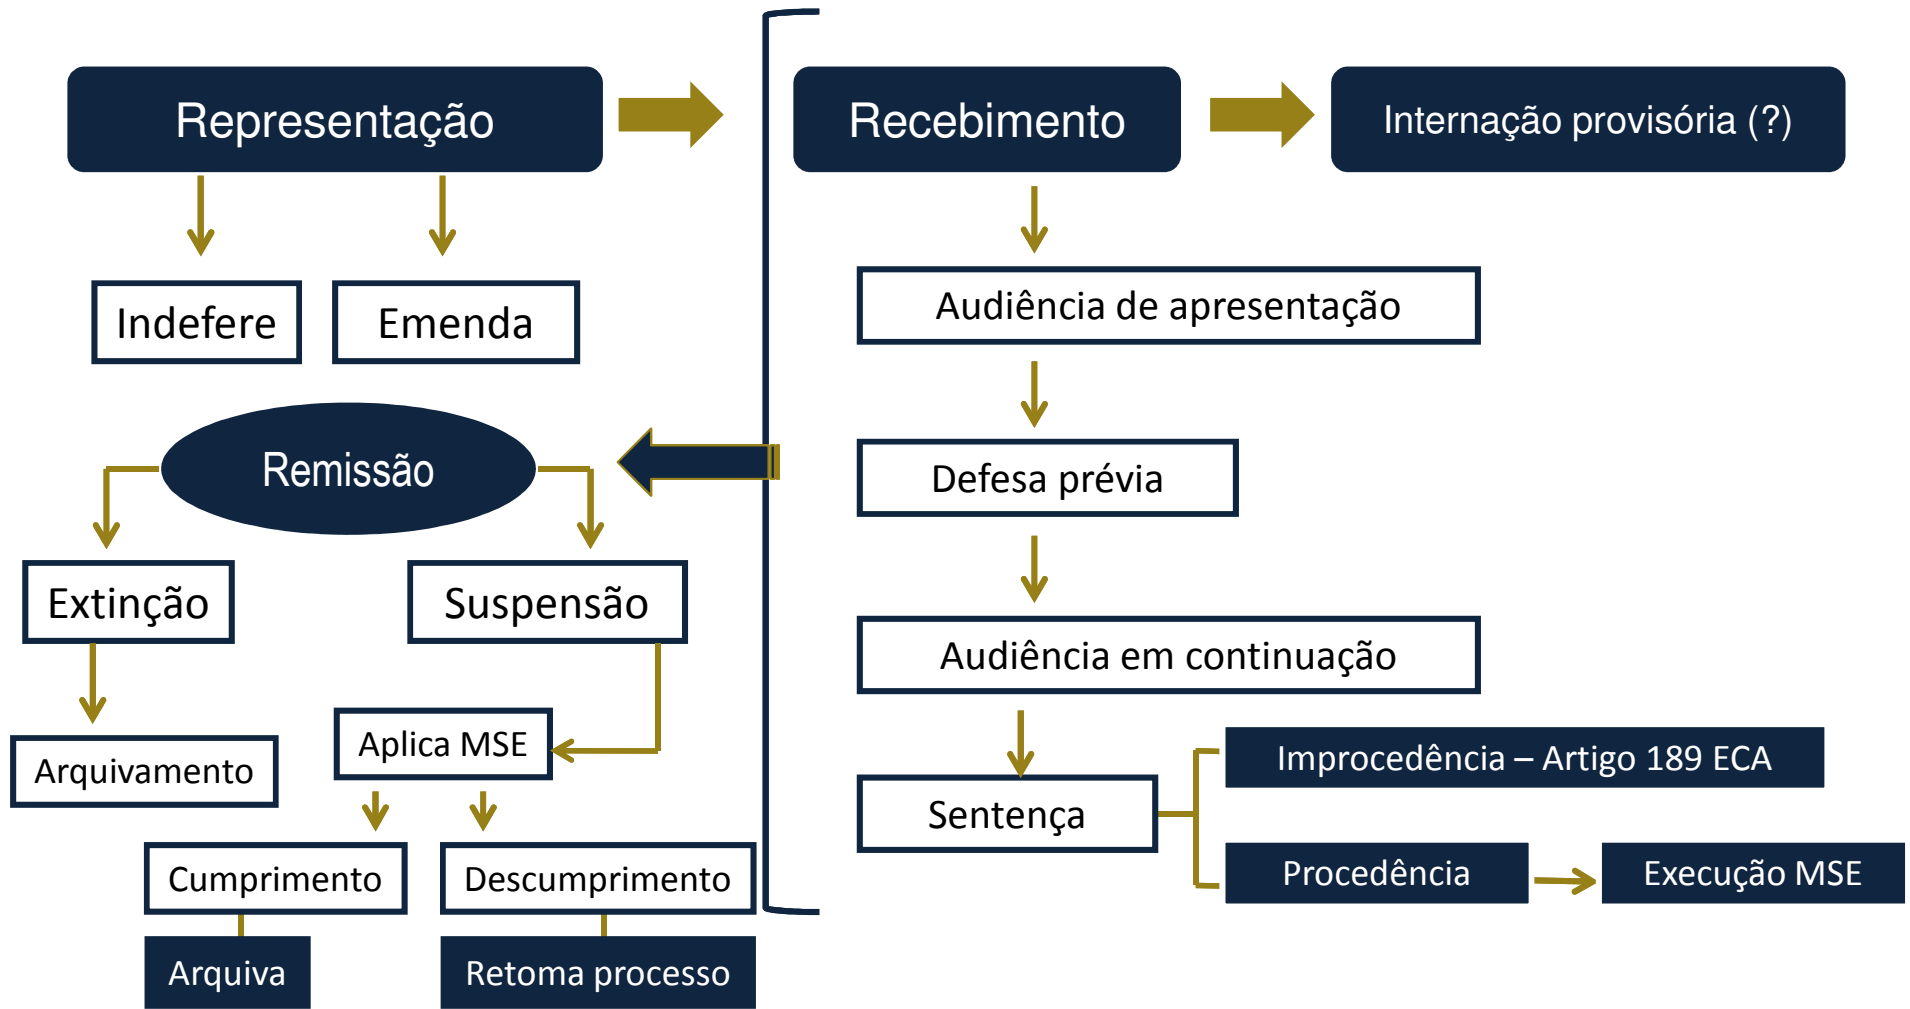 Representação
Recebimento
Internação provisória (?)
Indefere
Emenda
Audiência de apresentação
Remissão
Defesa prévia
Extinção
Suspensão
Audiência em continuação
Arquivamento
Aplica MSE
Sentença
Improcedência – Artigo 189 ECA
Cumprimento
Descumprimento
Procedência
Execução MSE
Arquiva
Retoma processo